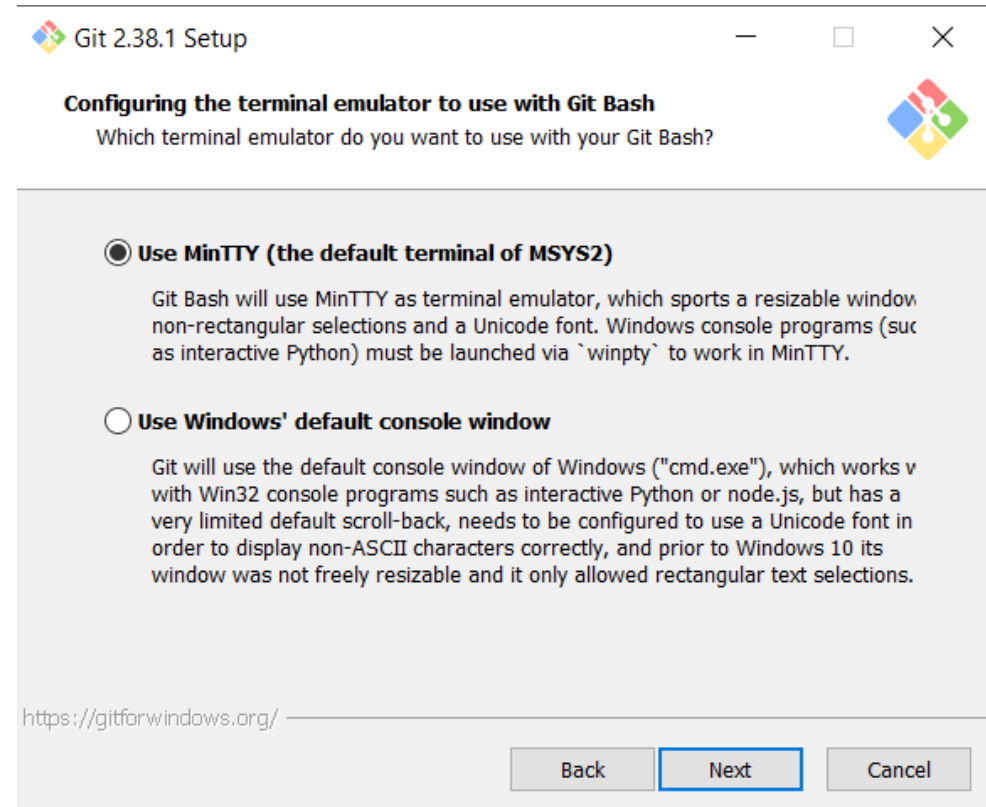 Git 2.38.1 Setup
Configuring the terminal emulator to use with Git Bash
Which terminal emulator do you want to use with your Git Bash?
Use MinTTY (the default terminal of MSYS2)
Git Bash will use MinTTY as terminal emulator, which sports a resizable window
non-rectangular selections and a Unicode font. Windows console programs (suc
as interactive Python) must be launched via `winpty` to work in MinTTY.
Use Windows' default console window
Git will use the default console window of Windows ("cmd.exe"), which works
with Win32 console programs such as interactive Python or node.js, but has a
very limited default scroll-back, needs to be configured to use a Unicode font in
order to display non-ASCII characters correctly, and prior to Windows 10 its
window was not freely resizable and it only allowed rectangular text selections.
https://gitforwindows.org/
Back Next Cancel